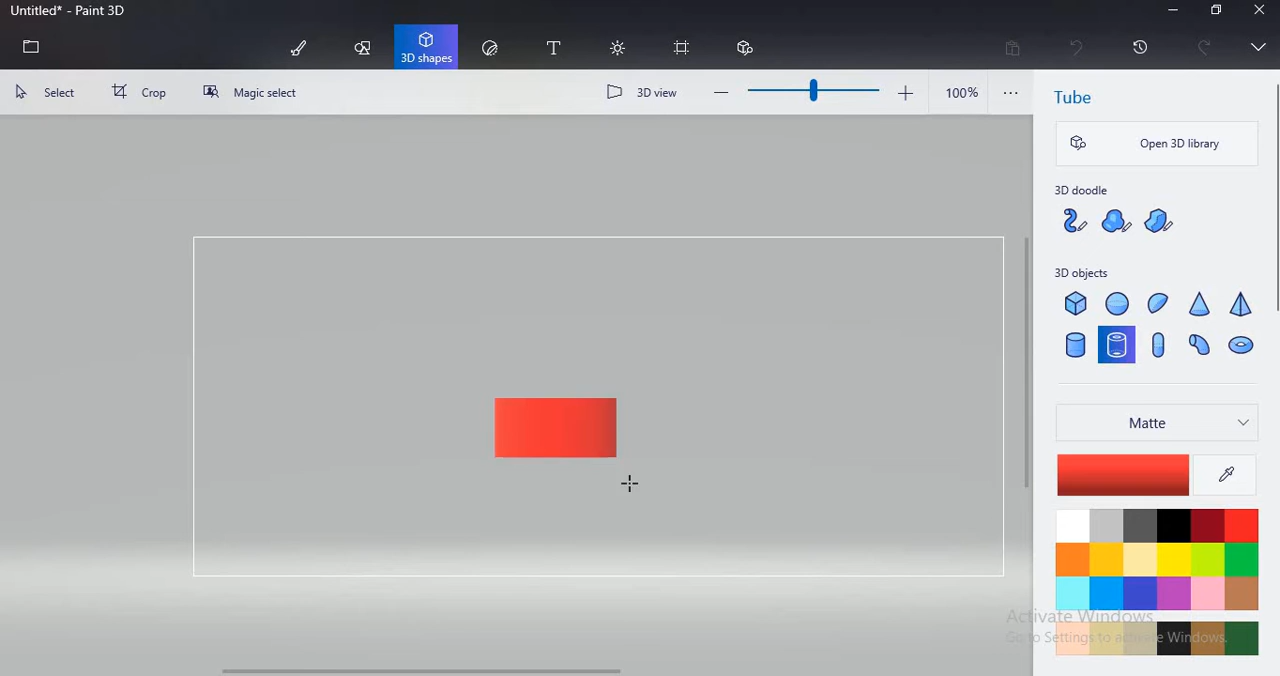 Untitled* - Paint 3D
3D shapes
Select
Crop
Magic select
3D view
100%
Tube
Open 3D library
3D doodle
3D objects
Matte
Activate Windows
Go to Settings to activate Windows.